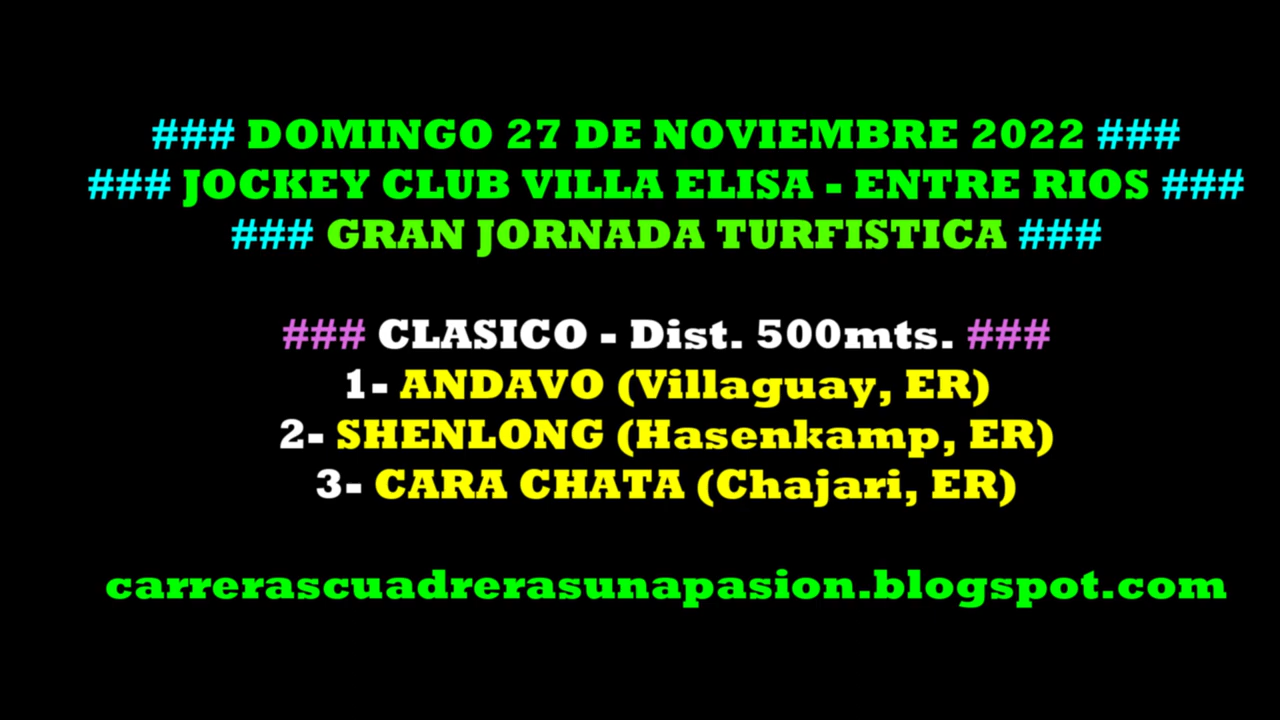 ### DOMINGO 27 DE NOVIEMBRE 2022 ###
### JOCKEY CLUB VILLA ELISA - ENTRE RIOS ###
### GRAN JORNADA TURFISTICA ###
### CLASICO - Dist. 500mts. ###
1- ANDAVO (Villaguay, ER)
2- SHENLONG (Hasenkamp, ER)
3- CARA CHATA (Chajari, ER)
carrerascuadrerasunapasion.blogspot.com